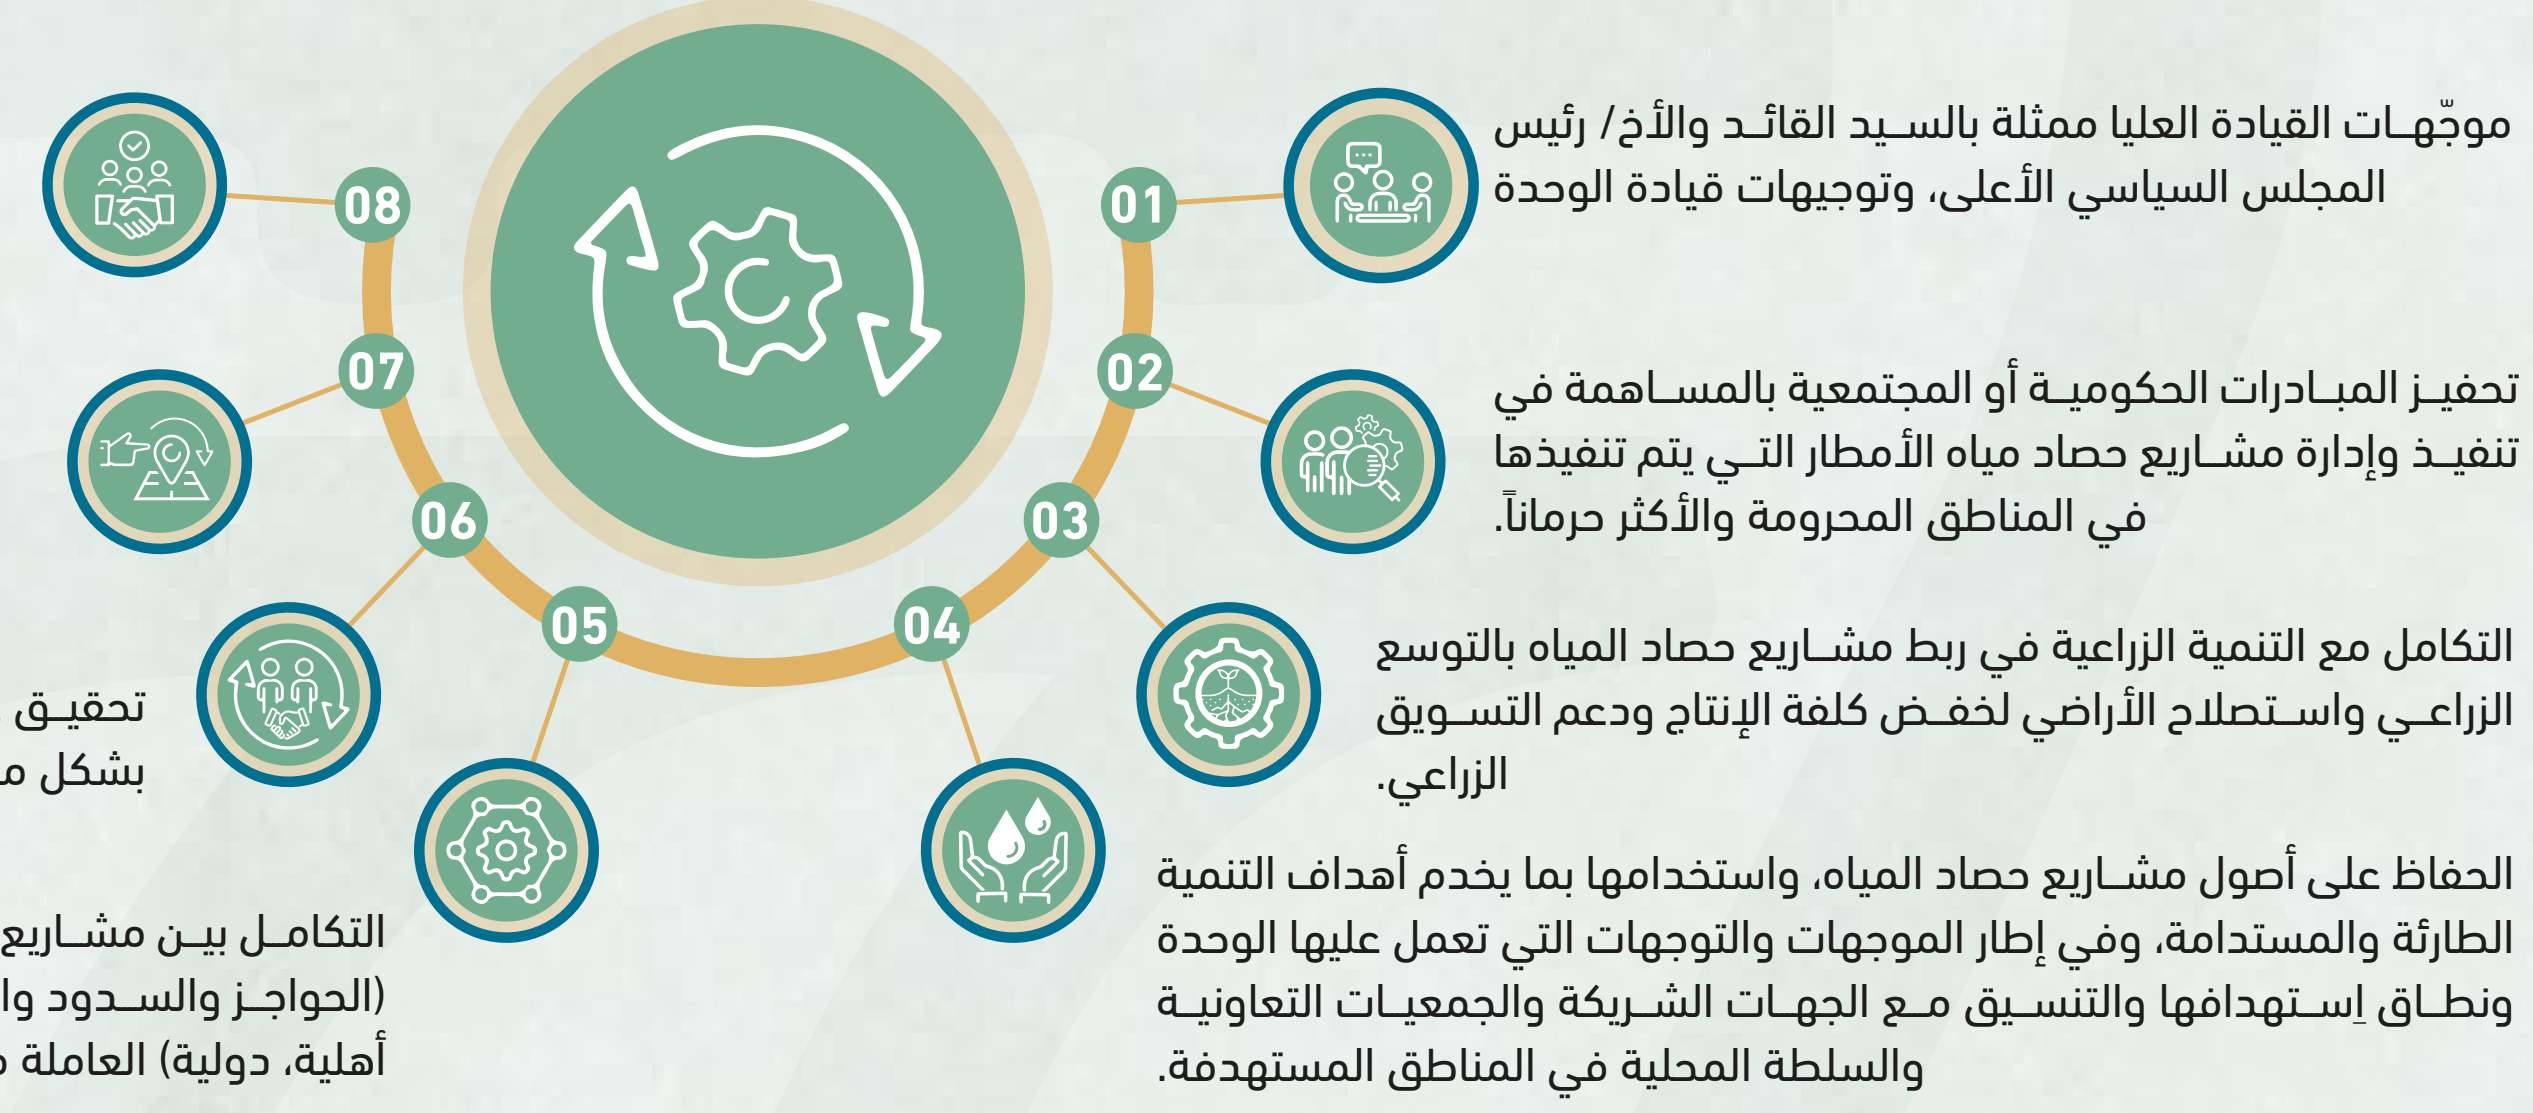 01
موجّهات القيادة العليا ممثلة بالسيد القائد والأخ/ رئيس
المجلس السياسي الأعلى، وتوجيهات قيادة الوحدة
02
تحفيز المبادرات الحكومية أو المجتمعية بالمساهمة في
تنفيذ وإدارة مشاريع حصاد مياه الأمطار التي يتم تنفيذها
في المناطق المحرومة والأكثر حرماناً.
03
التكامل مع التنمية الزراعية في ربط مشاريع حصاد المياه بالتوسع
الزراعي واستصلاح الأراضي لخفض كلفة الإنتاج ودعم التسويق
الزراعي.
04
الحفاظ على أصول مشاريع حصاد المياه، واستخدامها بما يخدم أهداف التنمية
الطارئة والمستدامة، وفي إطار الموجهات والتوجهات التي تعمل عليها الوحدة
ونطاق اِستهدافها والتنسيق مع الجهات الشريكة والجمعيات التعاونية
والسلطة المحلية في المناطق المستهدفة.
05
التكامل بين مشاريع
(الحواجز والسدود
أهلية، دولية) العاملة
06
تحقيق
بشكل
07
08